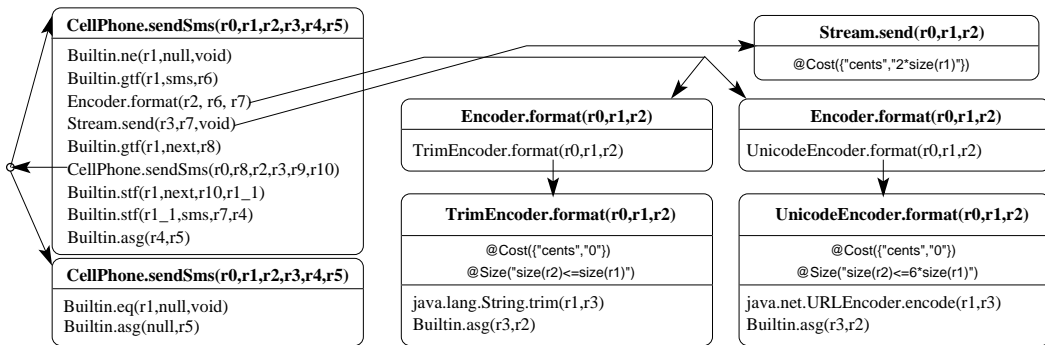 CellPhone.sendSms(r0,r1,r2,r3,r4,r5)
Builtin.ne(r1,null,void)
Builtin.gtf(r1,sms,r6)
Encoder.format(r2, r6, r7)
Stream.send(r3,r7,void)
Builtin.gtf(r1,next,r8)
CellPhone.sendSms(r0,r8,r2,r3,r9,r10)
Builtin.stf(r1,next,r10,r1_1)
Builtin.stf(r1_1,sms,r7,r4)
Builtin.asg(r4,r5)
CellPhone.sendSms(r0,r1,r2,r3,r4,r5)
Builtin.eq(r1,null,void)
Builtin.asg(null,r5)
Stream.send(r0,r1,r2)
@Cost({"cents","2*size(r1)"})
Encoder.format(r0,r1,r2)
TrimEncoder.format(r0,r1,r2)
Encoder.format(r0,r1,r2)
UnicodeEncoder.format(r0,r1,r2)
TrimEncoder.format(r0,r1,r2)
@Cost({"cents","0"})
@Size("size(r2)<=size(r1)")
java.lang.String.trim(r1,r3)
Builtin.asg(r3,r2)
UnicodeEncoder.format(r0,r1,r2)
@Cost({"cents","0"})
@Size("size(r2)<=6*size(r1)")
java.net.URLEncoder.encode(r1,r3)
Builtin.asg(r3,r2)